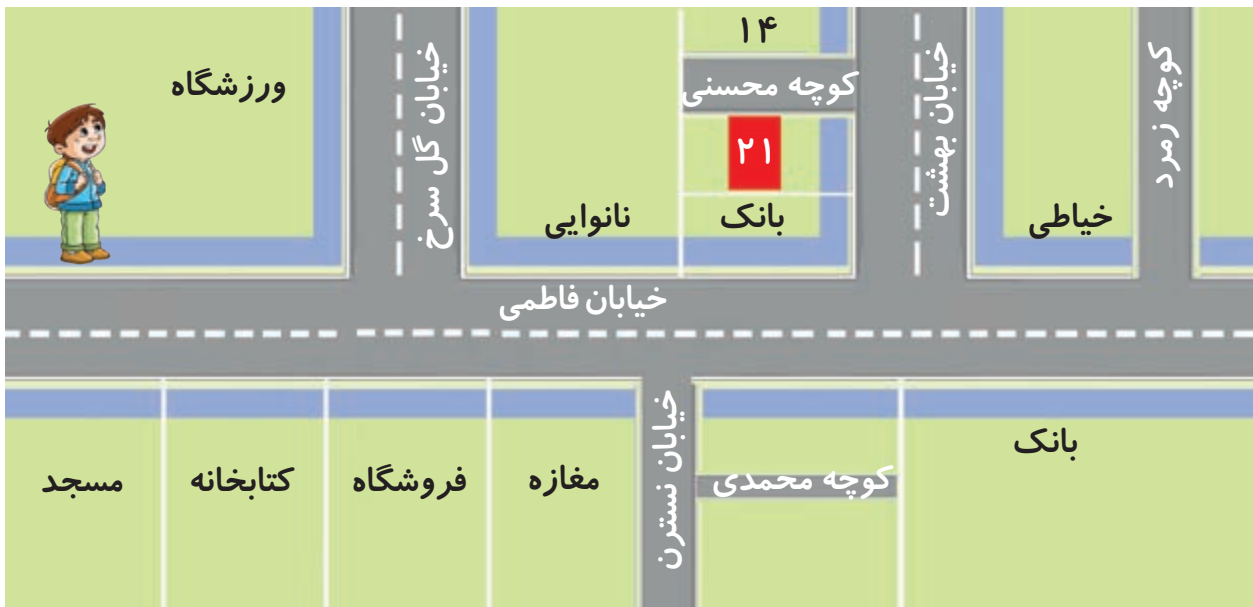 ۱۴
کوچه محسنی
خیابان گل سرخ
خیابان بهشت
کوچه زمرد
ورزشگاه
۲۱
خیاطی
بانک
نانوایی
خیابان فاطمی
بانک
خیابان نسترن
کوچه محمدی
مغازه
فروشگاه
کتابخانه
مسجد